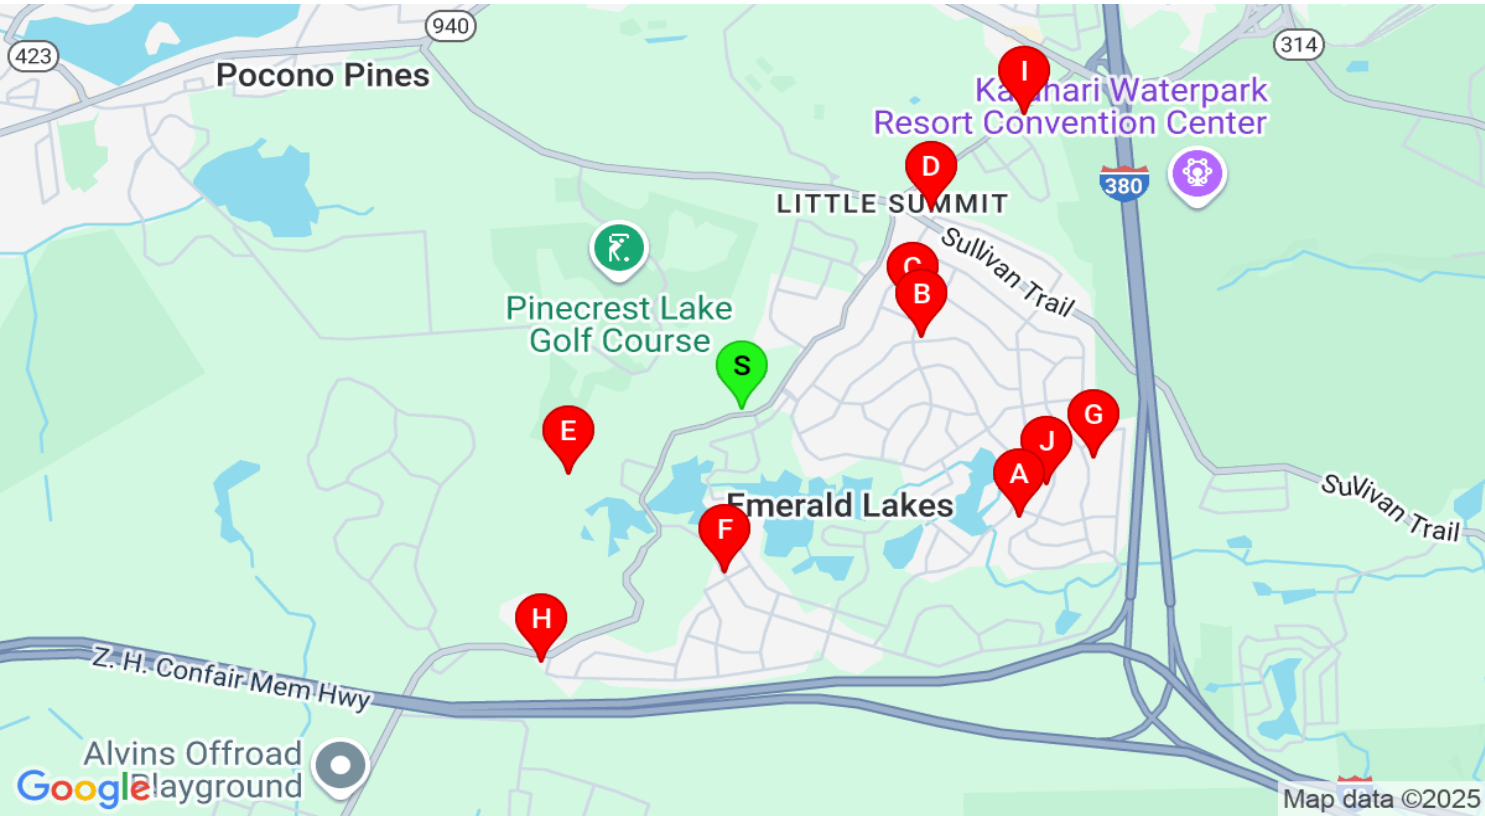 940
423
314
Pocono Pines
I
Kalahari Waterpark
Resort Convention Center
D
380
LITTLE SUMMIT
Sullivan Trail
C
B
Pinecrest Lake
Golf Course
S
E
G
J
A
Emerald Lakes
F
Sullivan Trail
H
Z. H. Confair Mem Hwy
Alvins Offroad
Playground
Google
Map data ©2025